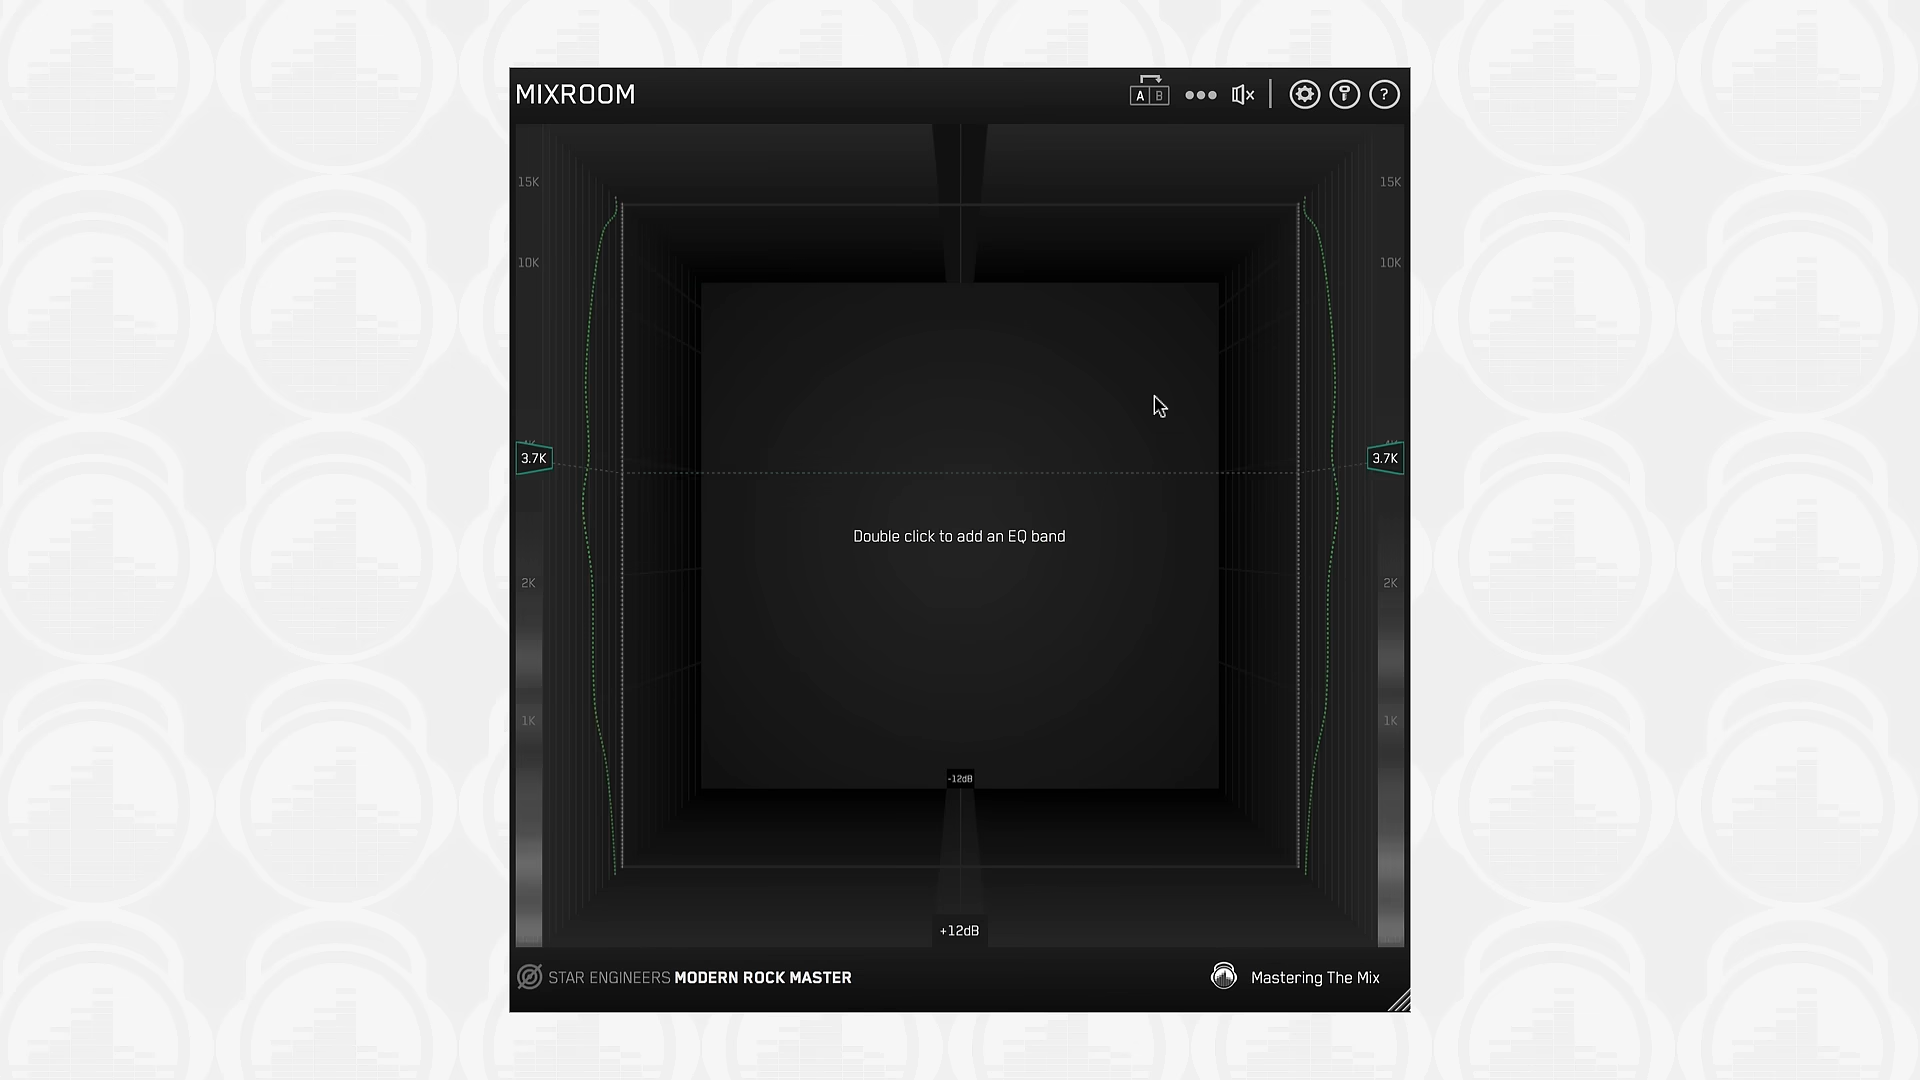 MIXROOM
A B
?
15K 15K
10K 10K
3.7K 3.7K
Double click to add an EQ band
2K 2K
1K 1K
-12dB
+12dB
STAR ENGINEERS MODERN ROCK MASTER
Mastering The Mix